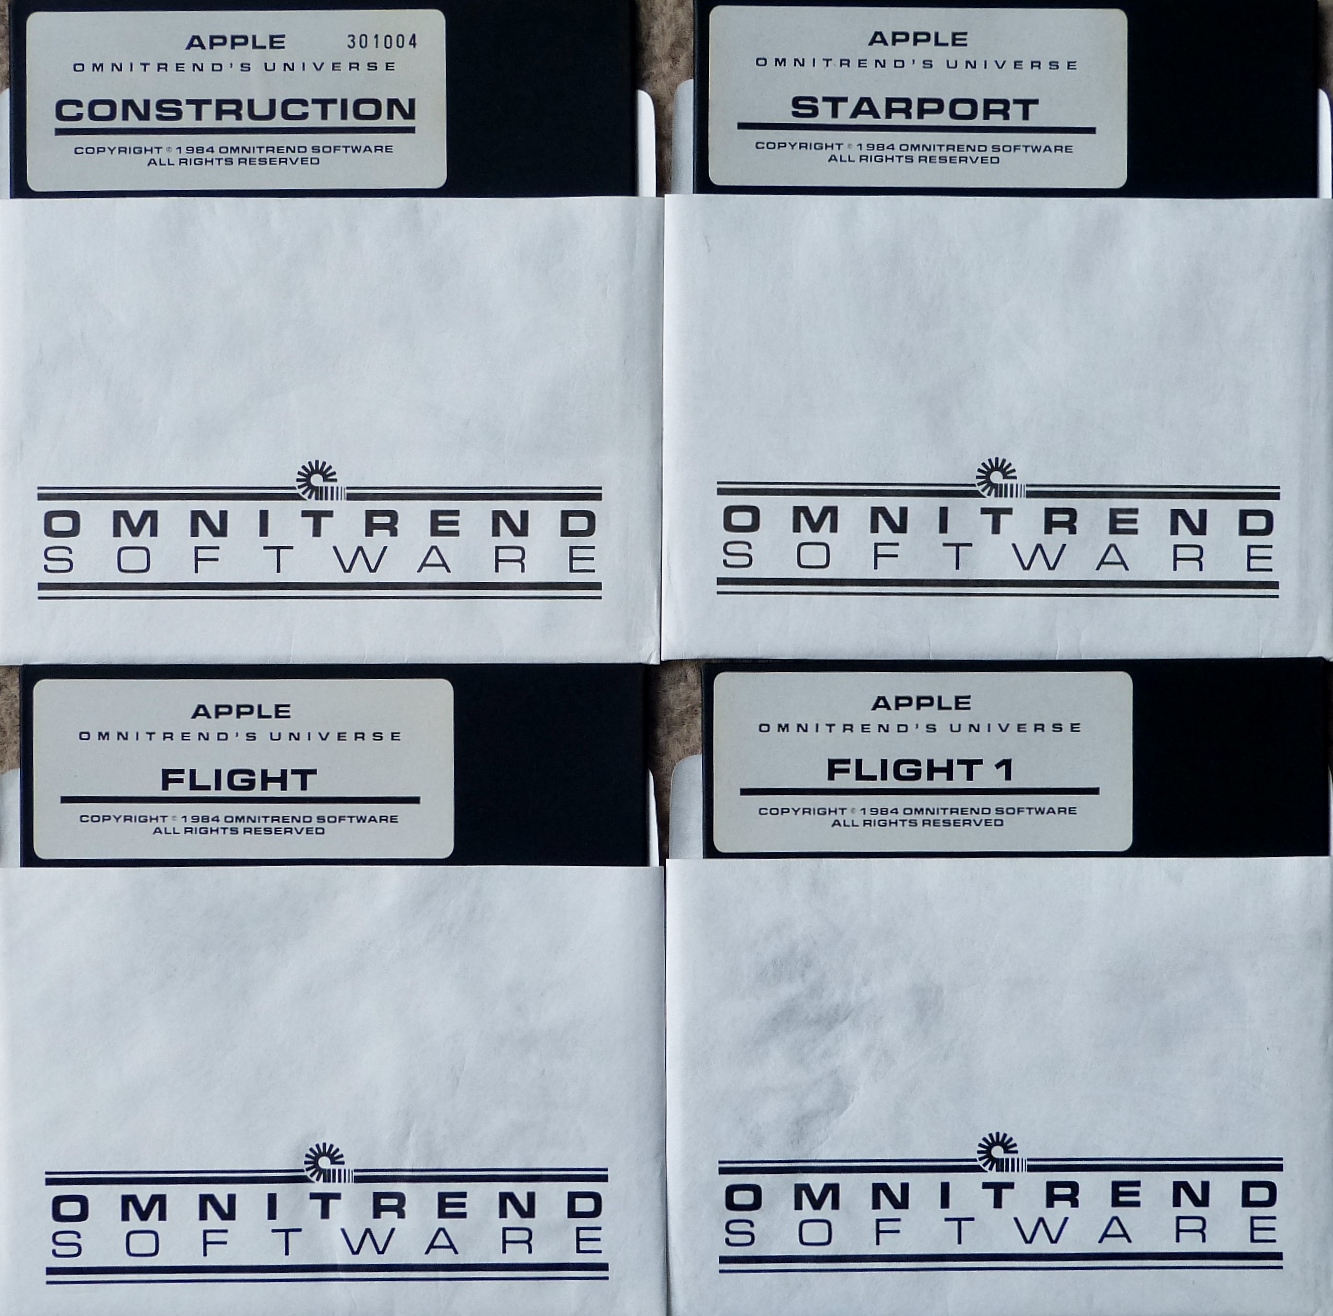 APPLE 301004
OMNITREND'S UNIVERSE
CONSTRUCTION
COPYRIGHT © 1984 OMNITREND SOFTWARE
ALL RIGHTS RESERVED
OMNITREND
SOFTWARE
APPLE
OMNITREND'S UNIVERSE
STARPORT
COPYRIGHT © 1984 OMNITREND SOFTWARE
ALL RIGHTS RESERVED
OMNITREND
SOFTWARE
APPLE
OMNITREND'S UNIVERSE
FLIGHT
COPYRIGHT © 1984 OMNITREND SOFTWARE
ALL RIGHTS RESERVED
OMNITREND
SOFTWARE
APPLE
OMNITREND'S UNIVERSE
FLIGHT 1
COPYRIGHT © 1984 OMNITREND SOFTWARE
ALL RIGHTS RESERVED
OMNITREND
SOFTWARE